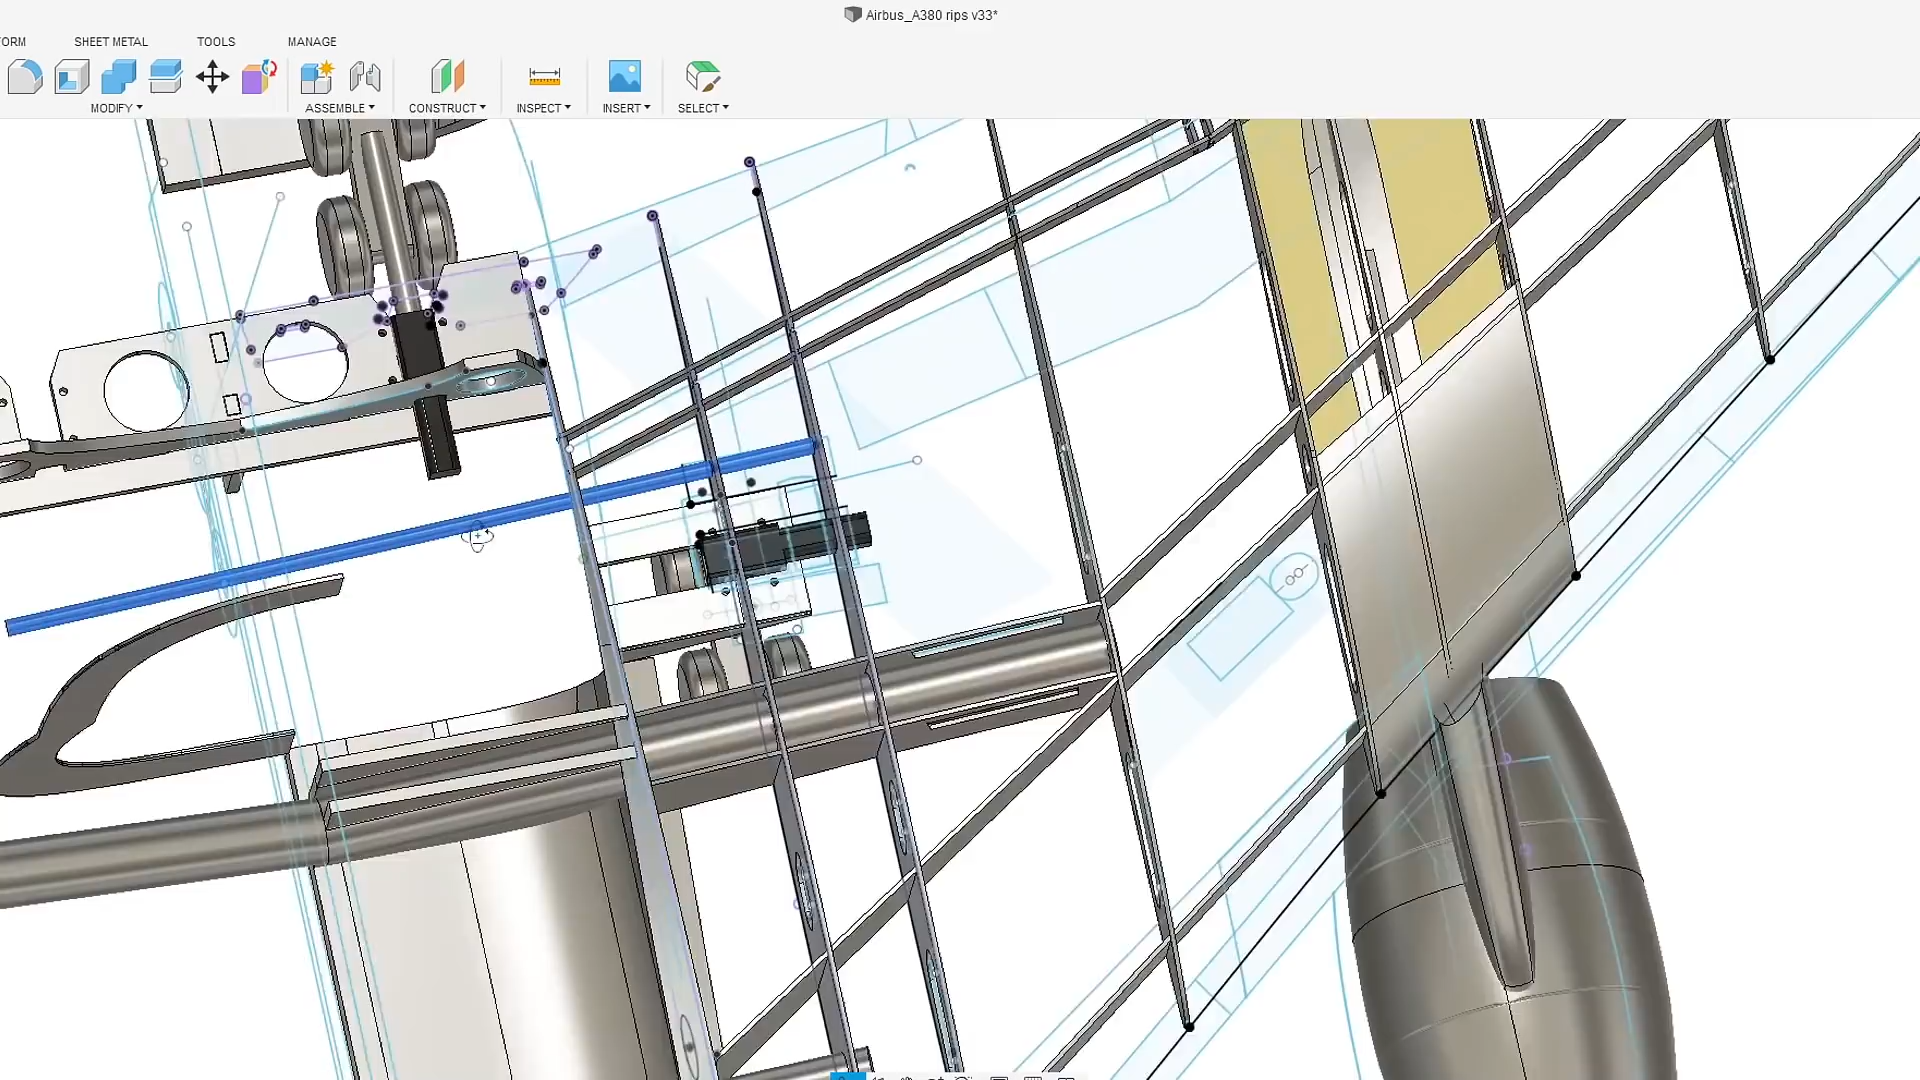 Airbus_A380 rips v33*
ORM SHEET METAL TOOLS MANAGE
MODIFY ASSEMBLE CONSTRUCT INSPECT INSERT SELECT